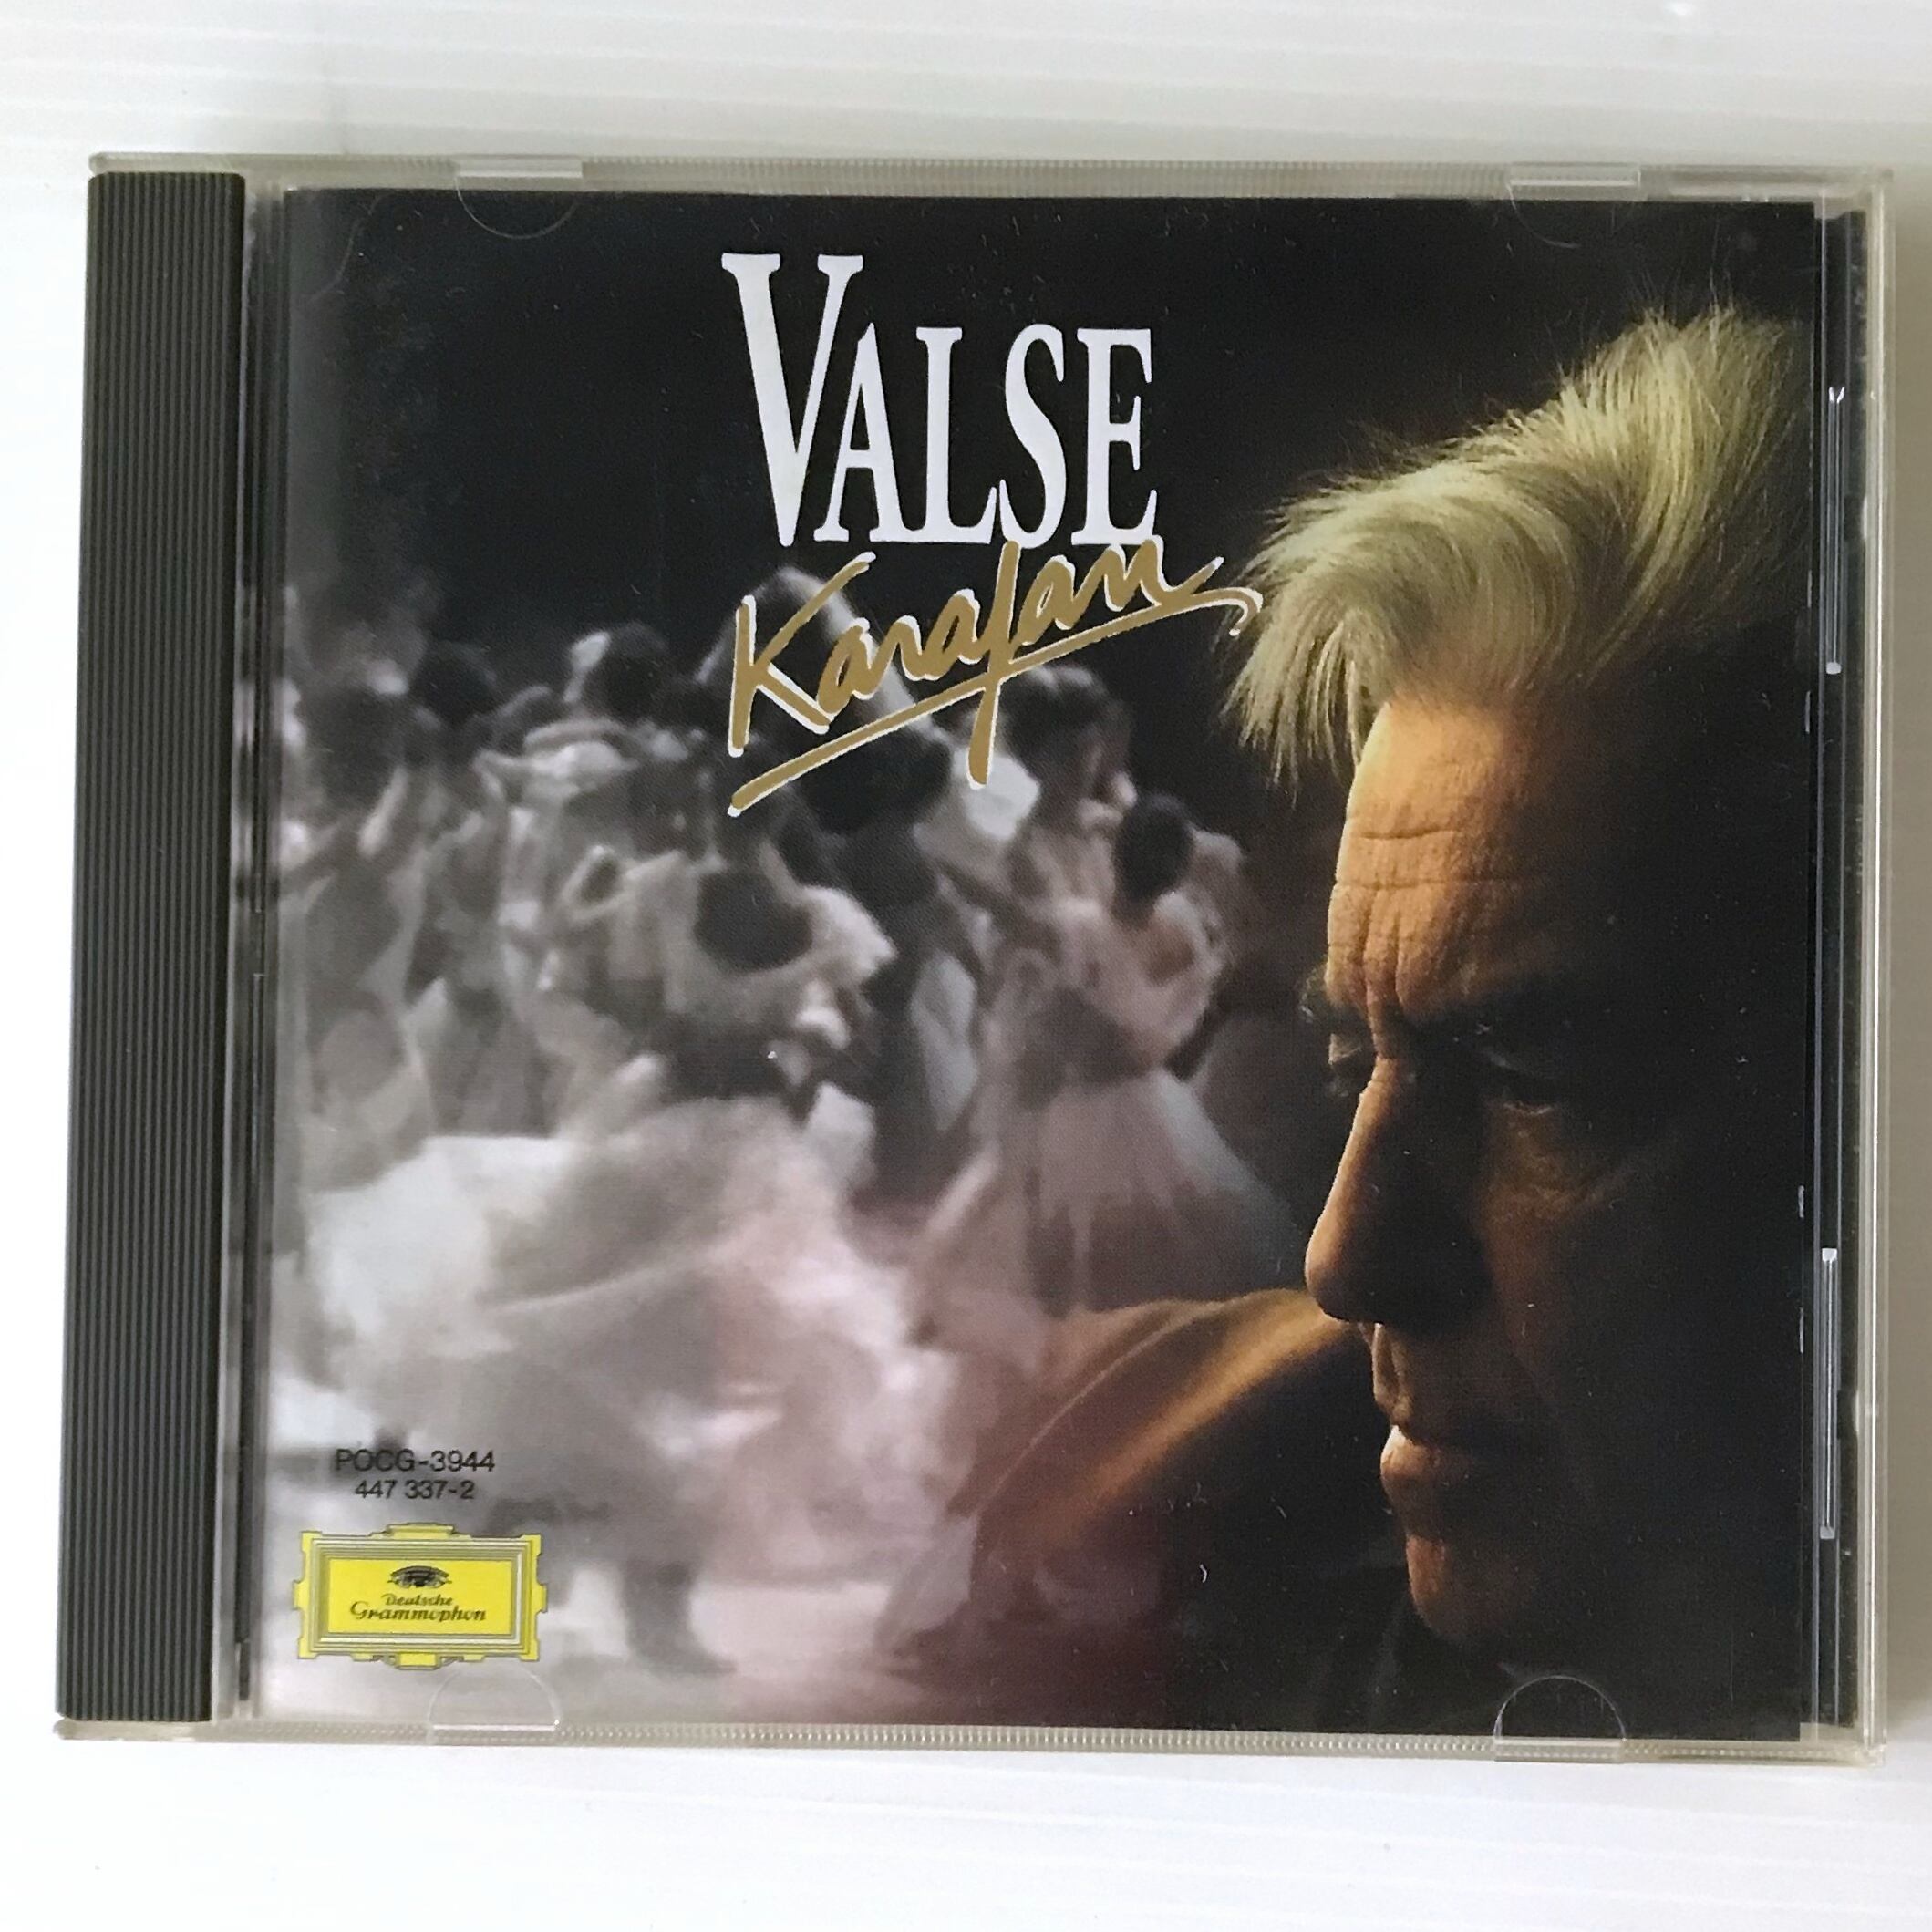 VALSE
Karajan
POCG-3944
447 337-2
Deutsche
Grammophon